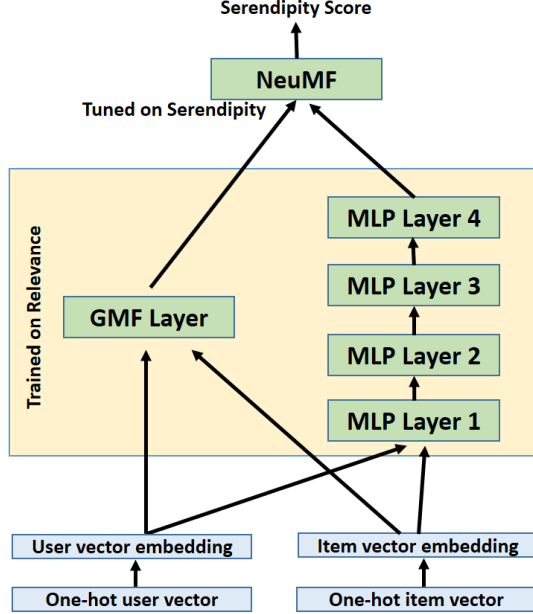 Serendipity Score
NeuMF
Tuned on Serendipity
Trained on Relevance
MLP Layer 4
MLP Layer 3
GMF Layer
MLP Layer 2
MLP Layer 1
User vector embedding
Item vector embedding
One-hot user vector
One-hot item vector